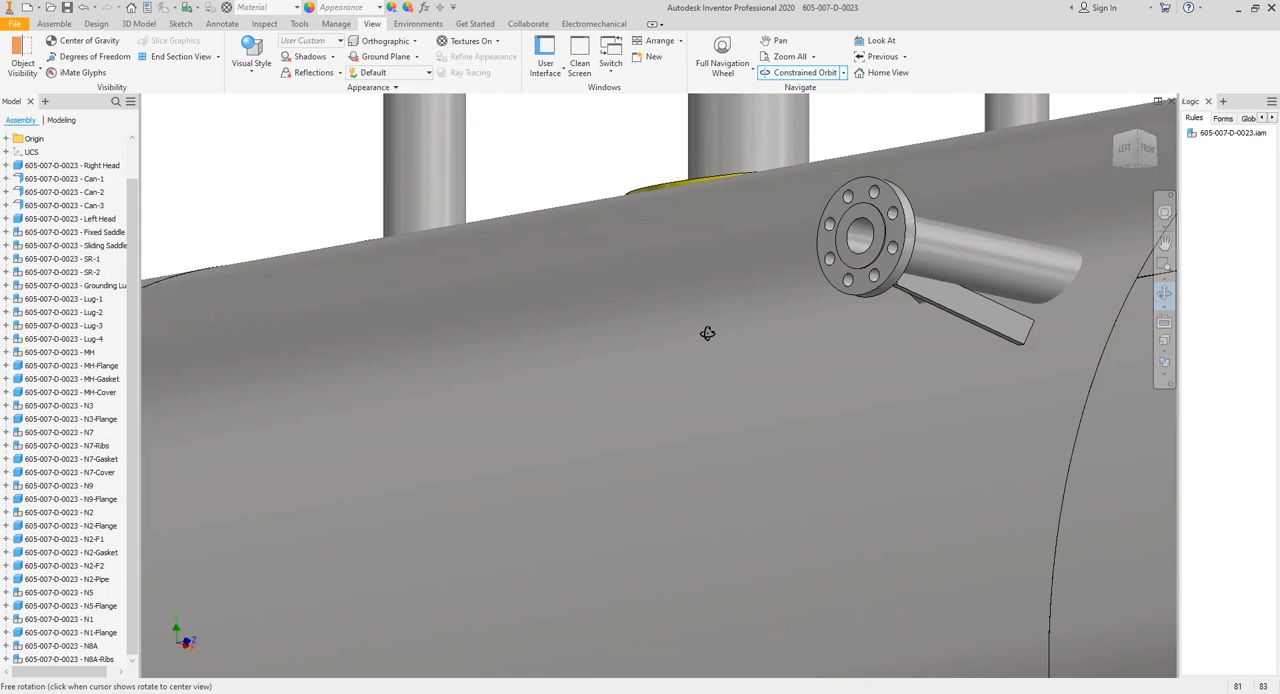 Material
Appearance
Autodesk Inventor Professional 2020 605-007-D-0023
Sign In
File Assemble Design 3D Model Sketch Annotate Inspect Tools Manage View Environments Get Started Collaborate Electromechanical
Center of Gravity
Degrees of Freedom
iMate Glyphs
Slice Graphics
End Section View
Object
Visibility
Visibility
Visual Style
User Custom
Shadows
Reflections
Orthographic
Ground Plane
Default
Textures On
Refine Appearance
Ray Tracing
Appearance
User
Interface
Clean
Screen
Switch
Arrange
New
Windows
Full Navigation
Wheel
Pan
Zoom All
Constrained Orbit
Look At
Previous
Home View
Navigate
Model
Assembly Modeling
Origin
UCS
605-007-D-0023 - Right Head
605-007-D-0023 - Can-1
605-007-D-0023 - Can-2
605-007-D-0023 - Can-3
605-007-D-0023 - Left Head
605-007-D-0023 - Fixed Saddle
605-007-D-0023 - Sliding Saddle
605-007-D-0023 - SR-1
605-007-D-0023 - SR-2
605-007-D-0023 - Grounding Lu
605-007-D-0023 - Lug-1
605-007-D-0023 - Lug-2
605-007-D-0023 - Lug-3
605-007-D-0023 - Lug-4
605-007-D-0023 - MH
605-007-D-0023 - MH-Flange
605-007-D-0023 - MH-Gasket
605-007-D-0023 - MH-Cover
605-007-D-0023 - N3
605-007-D-0023 - N3-Flange
605-007-D-0023 - N7
605-007-D-0023 - N7-Ribs
605-007-D-0023 - N7-Gasket
605-007-D-0023 - N7-Cover
605-007-D-0023 - N9
605-007-D-0023 - N9-Flange
605-007-D-0023 - N2
605-007-D-0023 - N2-Flange
605-007-D-0023 - N2-F1
605-007-D-0023 - N2-Gasket
605-007-D-0023 - N2-F2
605-007-D-0023 - N2-Pipe
605-007-D-0023 - N5
605-007-D-0023 - N5-Flange
605-007-D-0023 - N1
605-007-D-0023 - N1-Flange
605-007-D-0023 - N8A
605-007-D-0023 - N8A-Ribs
LEFT FRONT
iLogic
Rules Forms Glob
605-007-D-0023.iam
Free rotation (click when cursor shows rotate to center view)
81 83